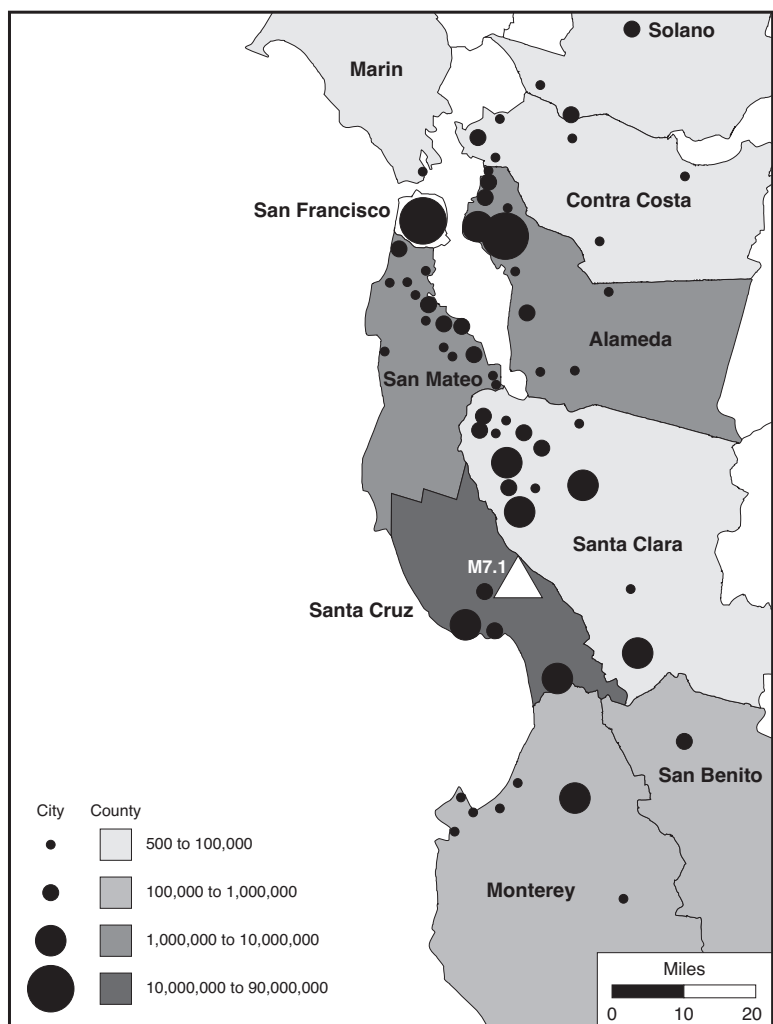 Solano
Marin
San Francisco
Contra Costa
Alameda
San Mateo
Santa Clara
M7.1
Santa Cruz
San Benito
Monterey
City County
500 to 100,000
100,000 to 1,000,000
1,000,000 to 10,000,000
10,000,000 to 90,000,000
Miles
0 10 20